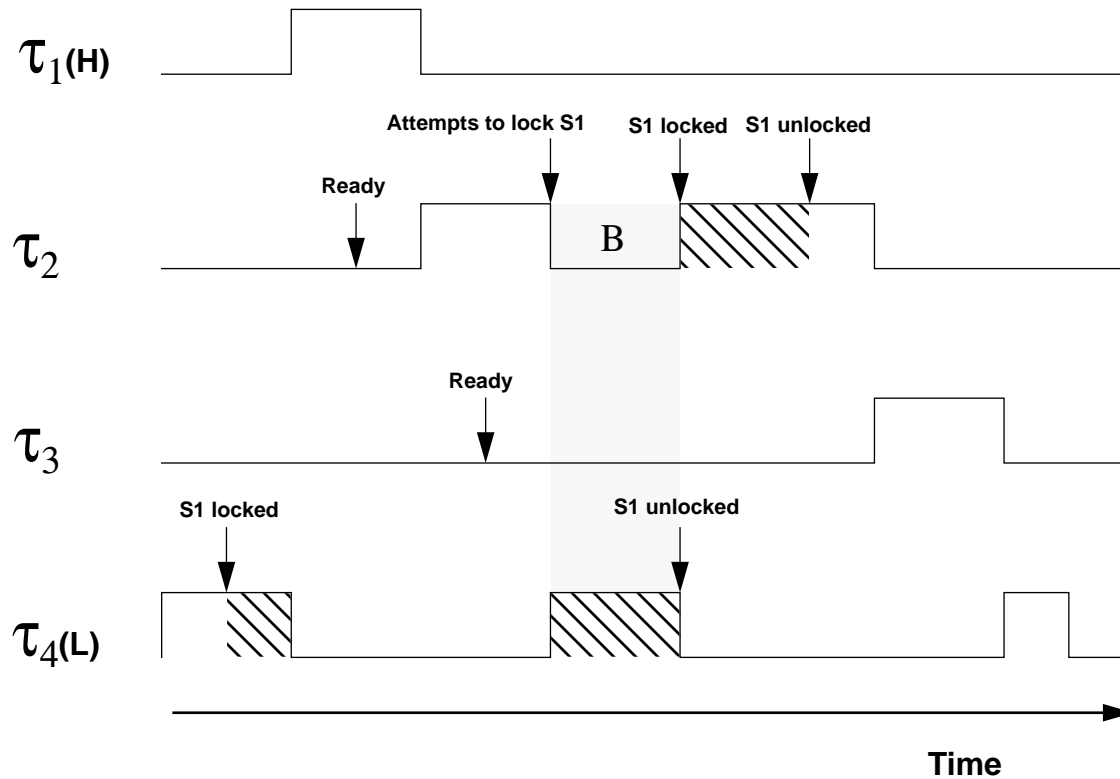 τ1(H)
Attempts to lock S1
S1 locked
S1 unlocked
Ready
τ2
B
Ready
τ3
S1 locked
S1 unlocked
τ4(L)
Time